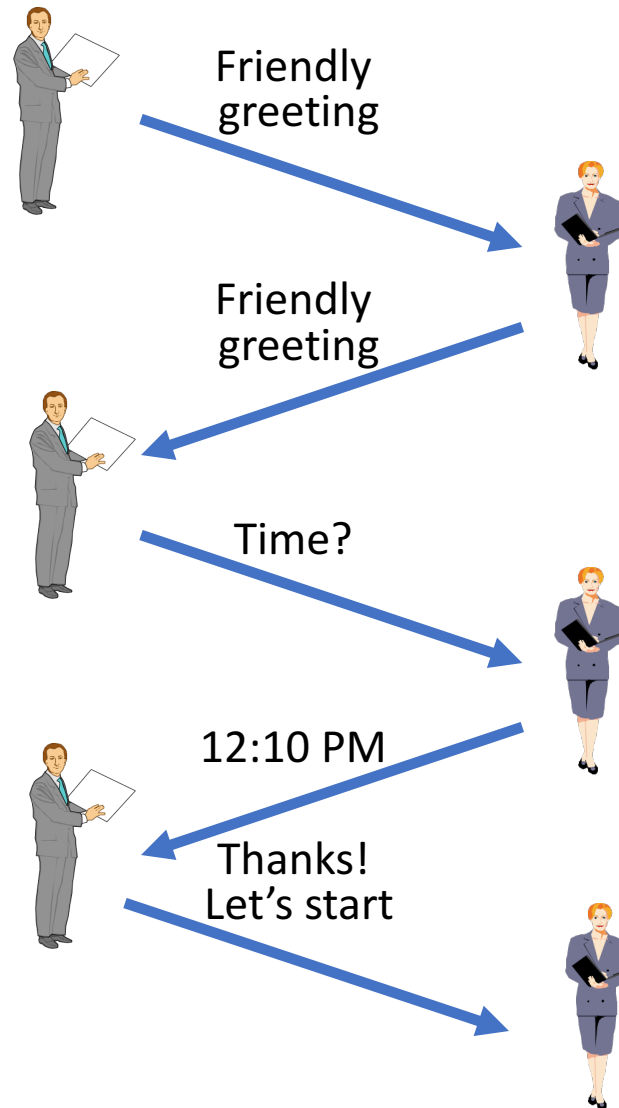 Friendly
greeting
Friendly
greeting
Time?
12:10 PM
Thanks!
Let’s start